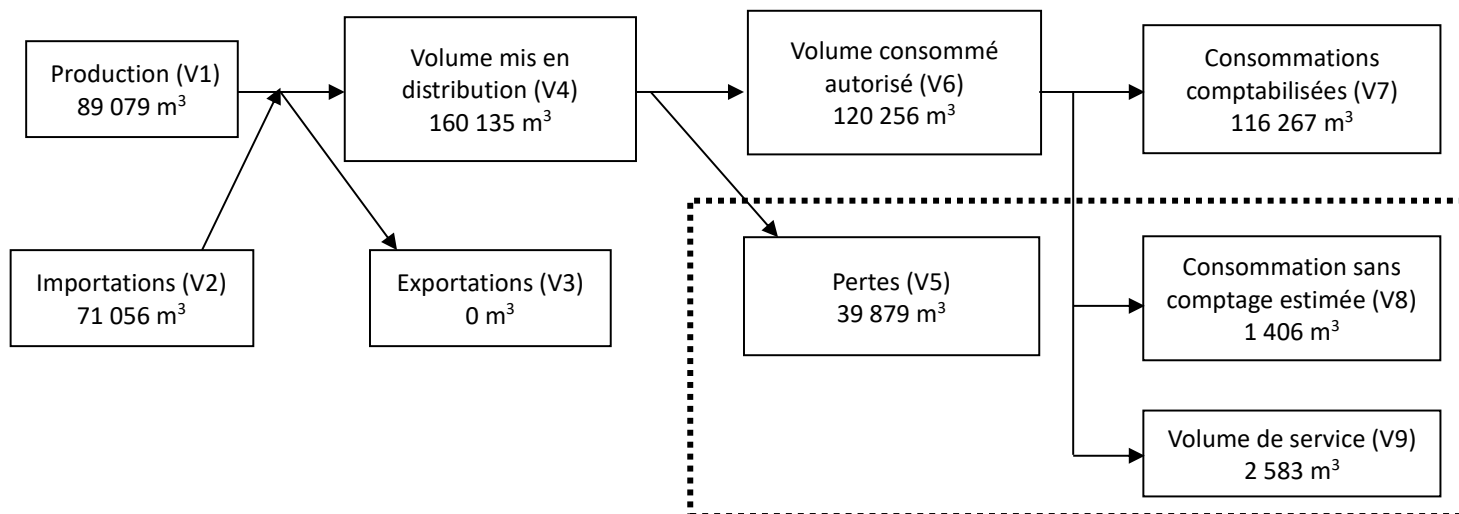 Production (V1)
89 079 m³
Volume mis en
distribution (V4)
160 135 m³
Volume consommé
autorisé (V6)
120 256 m³
Consommations
comptabilisées (V7)
116 267 m³
Importations (V2)
71 056 m³
Exportations (V3)
0 m³
Pertes (V5)
39 879 m³
Consommation sans
comptage estimée (V8)
1 406 m³
Volume de service (V9)
2 583 m³